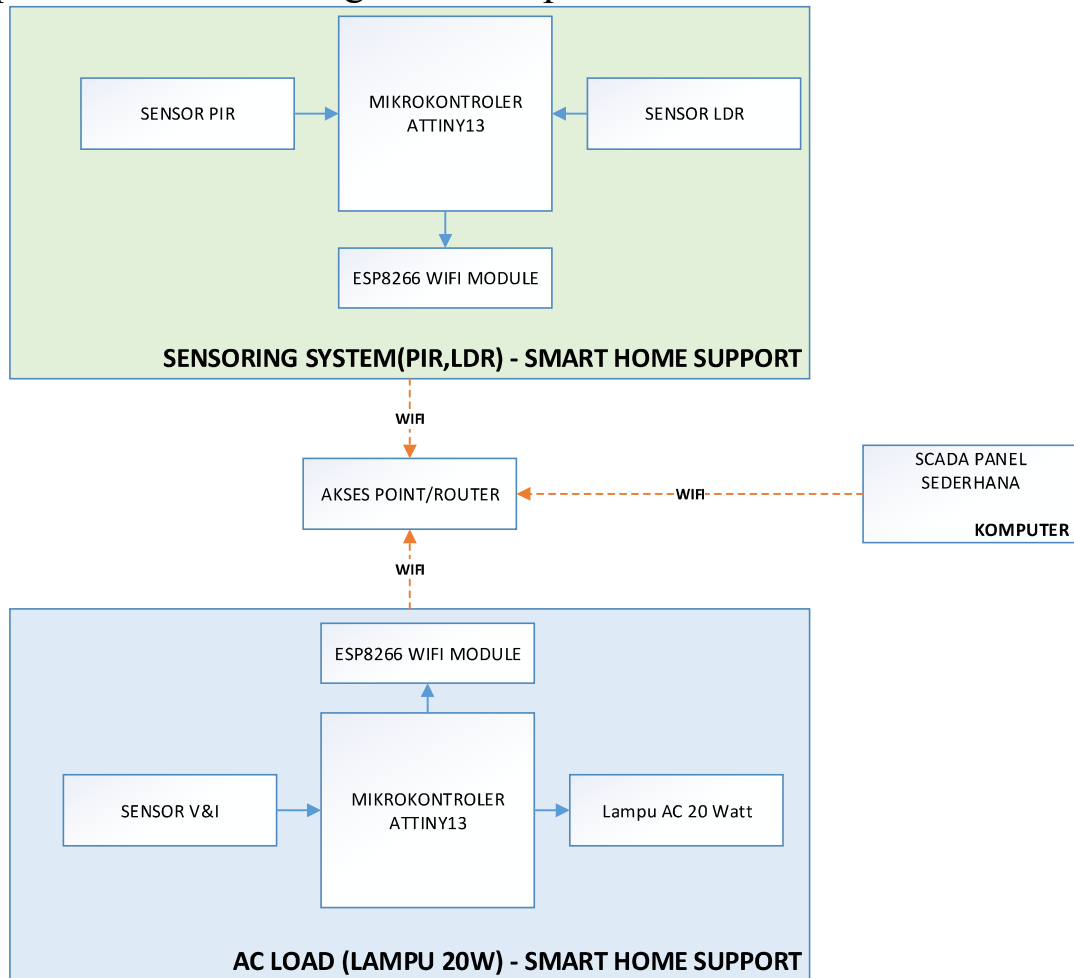 SENSOR PIR
MIKROKONTROLER
ATTINY13
SENSOR LDR
ESP8266 WIFI MODULE
SENSORING SYSTEM(PIR,LDR) - SMART HOME SUPPORT
WIFI
AKSES POINT/ROUTER
WIFI
SCADA PANEL
SEDERHANA
KOMPUTER
WIFI
ESP8266 WIFI MODULE
SENSOR V&I
MIKROKONTROLER
ATTINY13
Lampu AC 20 Watt
AC LOAD (LAMPU 20W) - SMART HOME SUPPORT